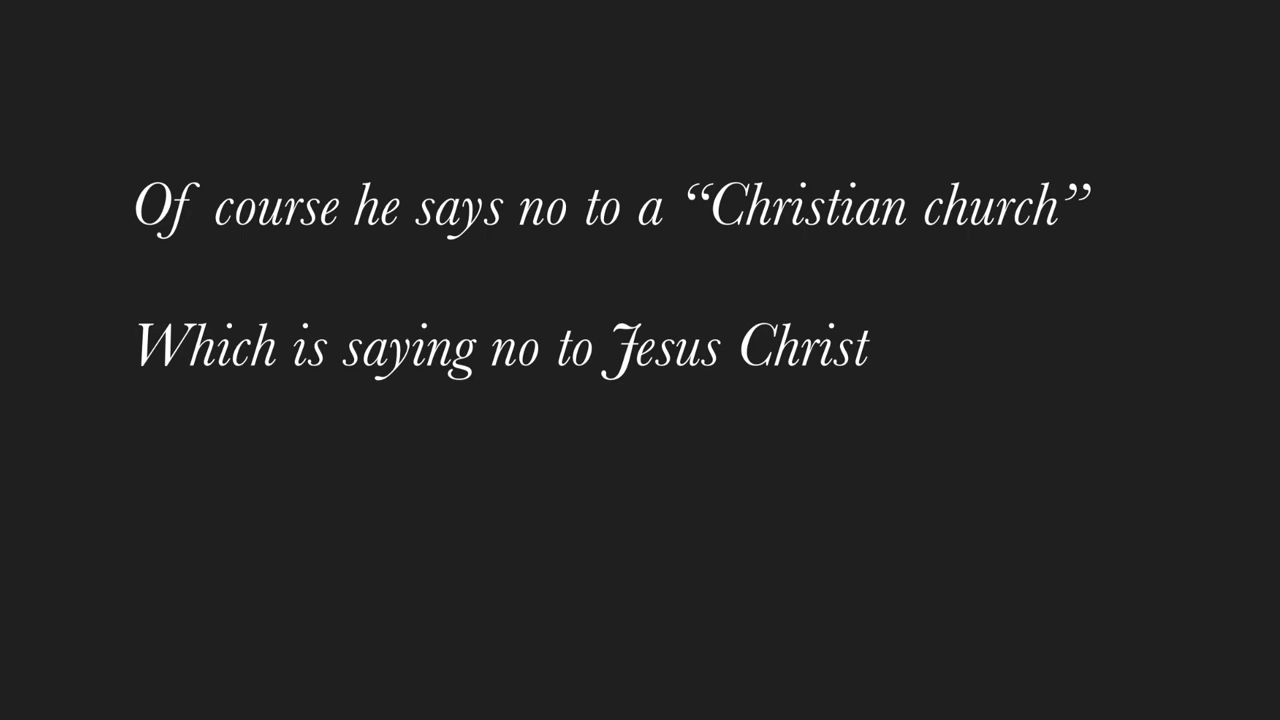 Of course he says no to a “Christian church”
Which is saying no to Jesus Christ